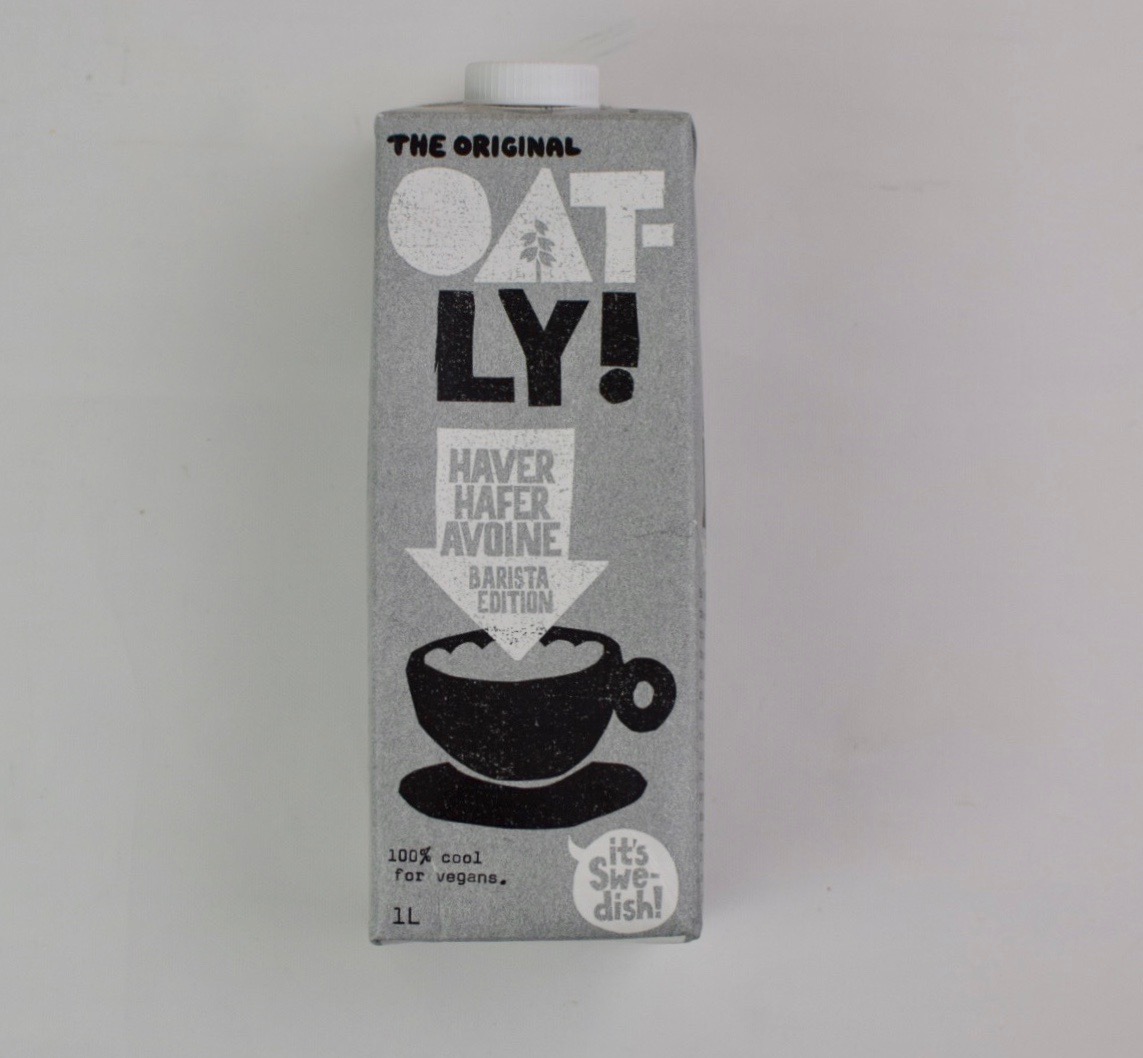 THE ORIGINAL
OAT-
LY!
HAVER
HAFER
AVOINE
BARISTA
EDITION
100% cool
for vegans.
1L
it's
Swe-
dish!